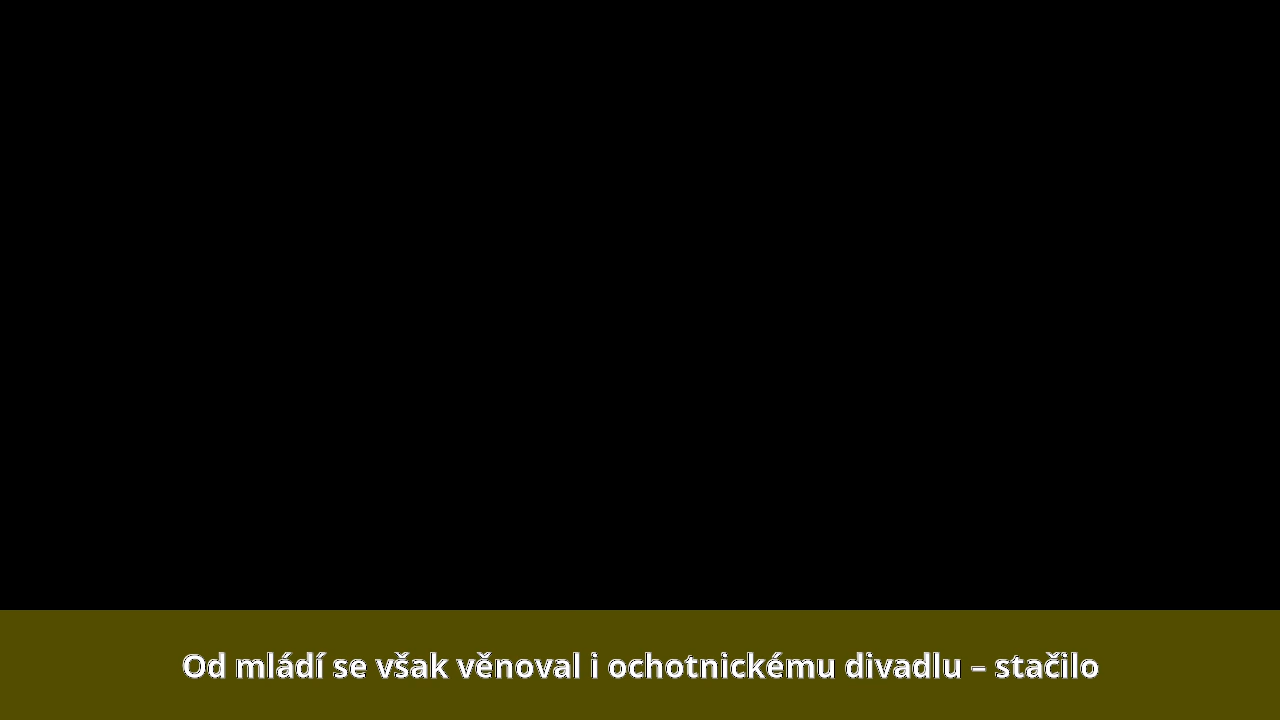 Od mládí se však věnoval i ochotnickému divadlu – stačilo